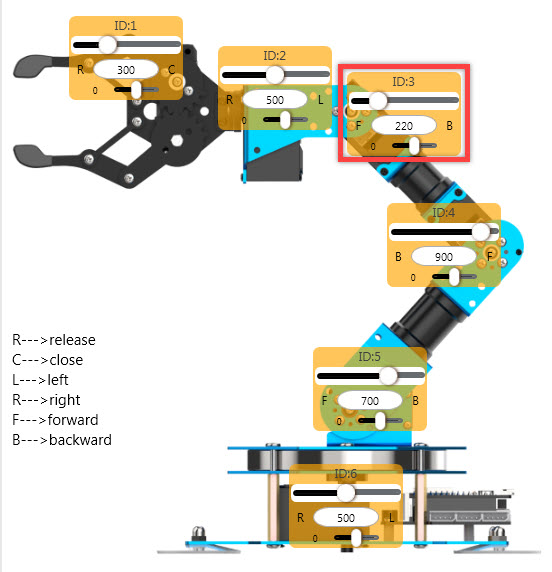 ID:1
R 300 C
0
ID:2
R 500 L
0
ID:3
F 220 B
0
ID:4
B 900 F
0
ID:5
F 700 B
0
ID:6
R 500 L
0
R--->release
C--->close
L--->left
R--->right
F--->forward
B--->backward